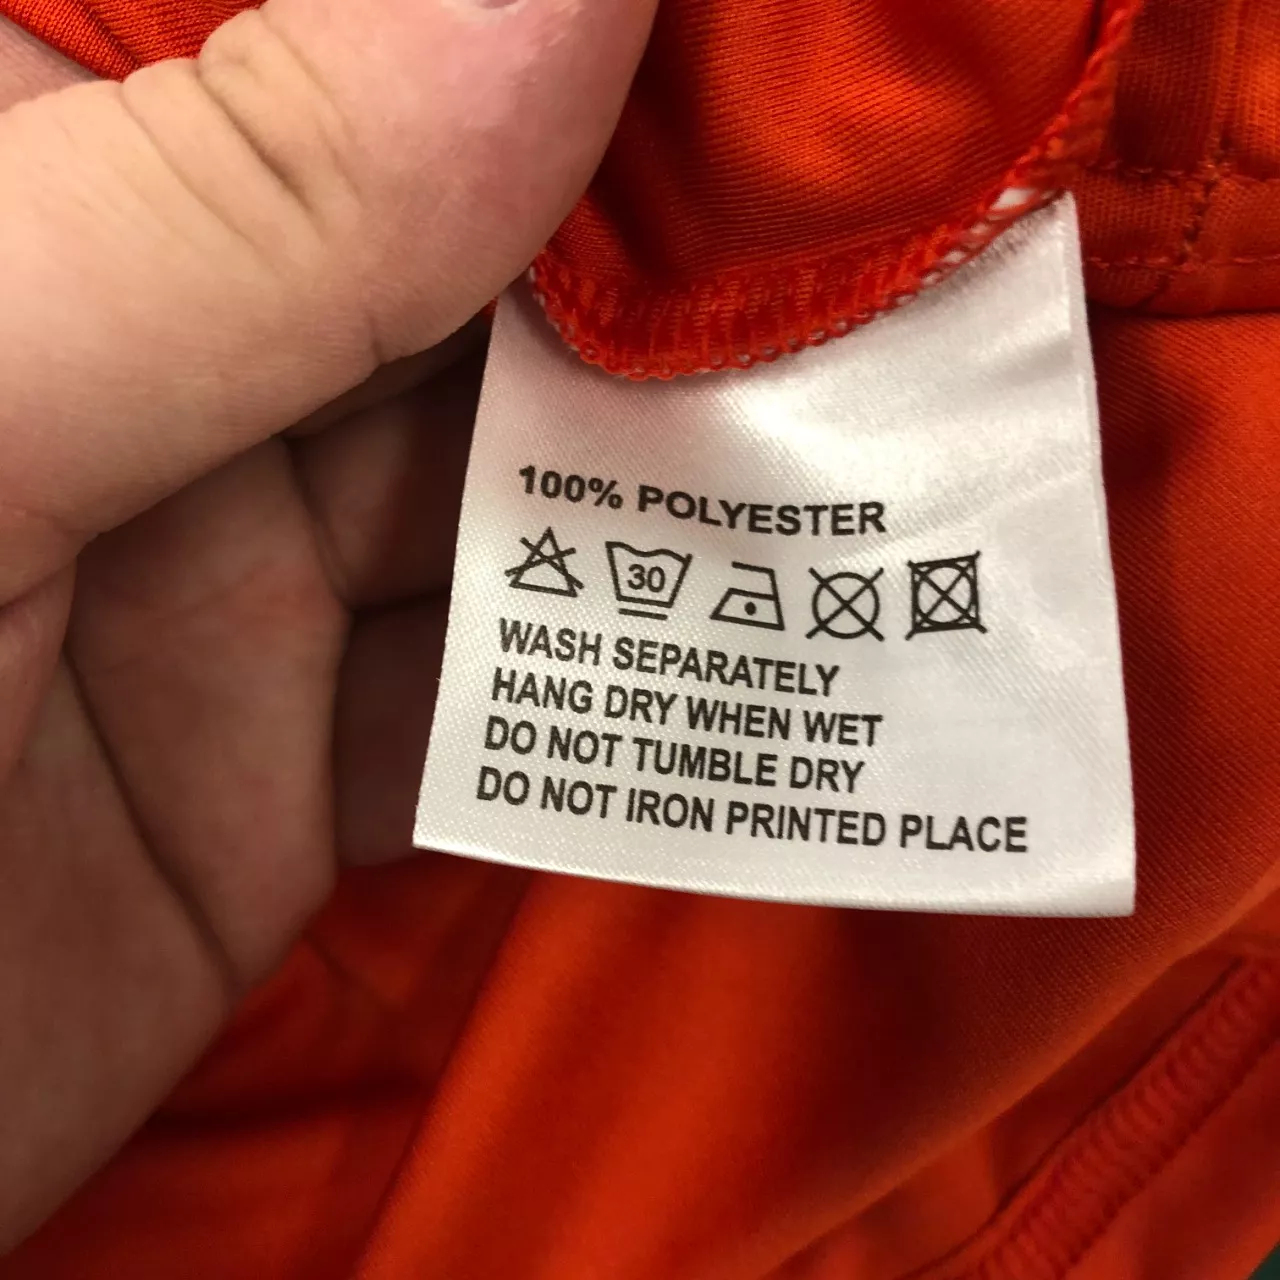 100% POLYESTER
30
WASH SEPARATELY
HANG DRY WHEN WET
DO NOT TUMBLE DRY
DO NOT IRON PRINTED PLACE